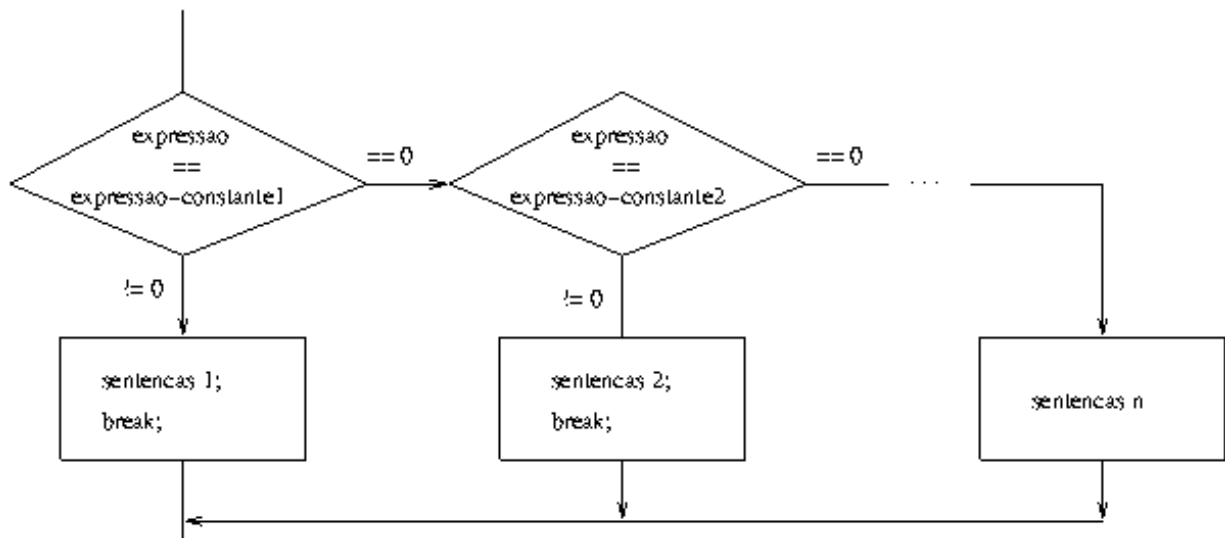 expressao
==
expressao-constante1
== 0
expressao
==
expressao-constante2
== 0
...
!= 0
!= 0
sentencas 1;
break;
sentencas 2;
break;
sentencas n